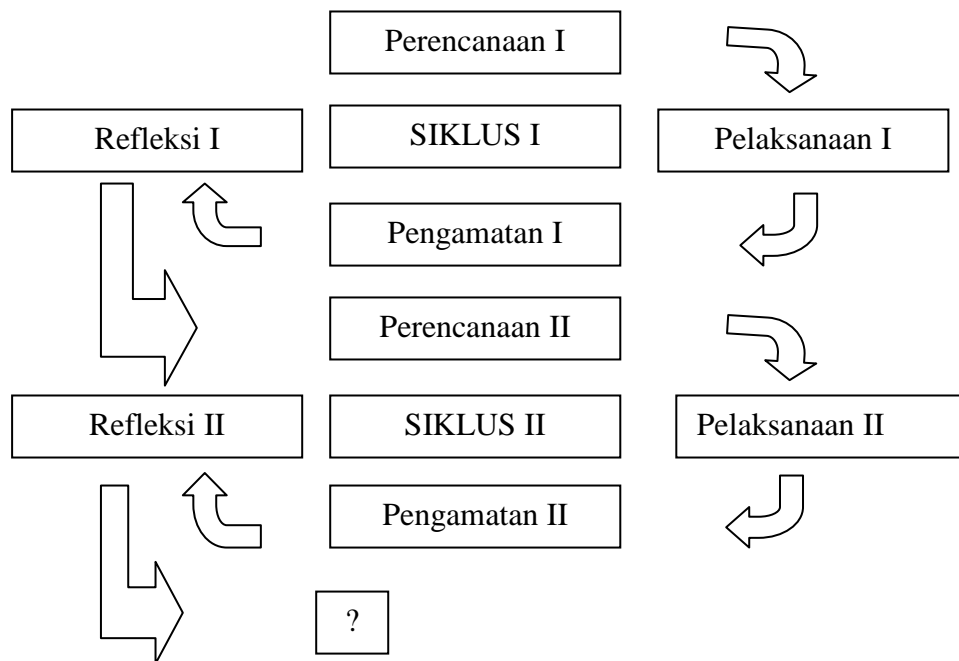 Perencanaan I
Refleksi I
SIKLUS I
Pelaksanaan I
Pengamatan I
Perencanaan II
Refleksi II
SIKLUS II
Pelaksanaan II
Pengamatan II
?